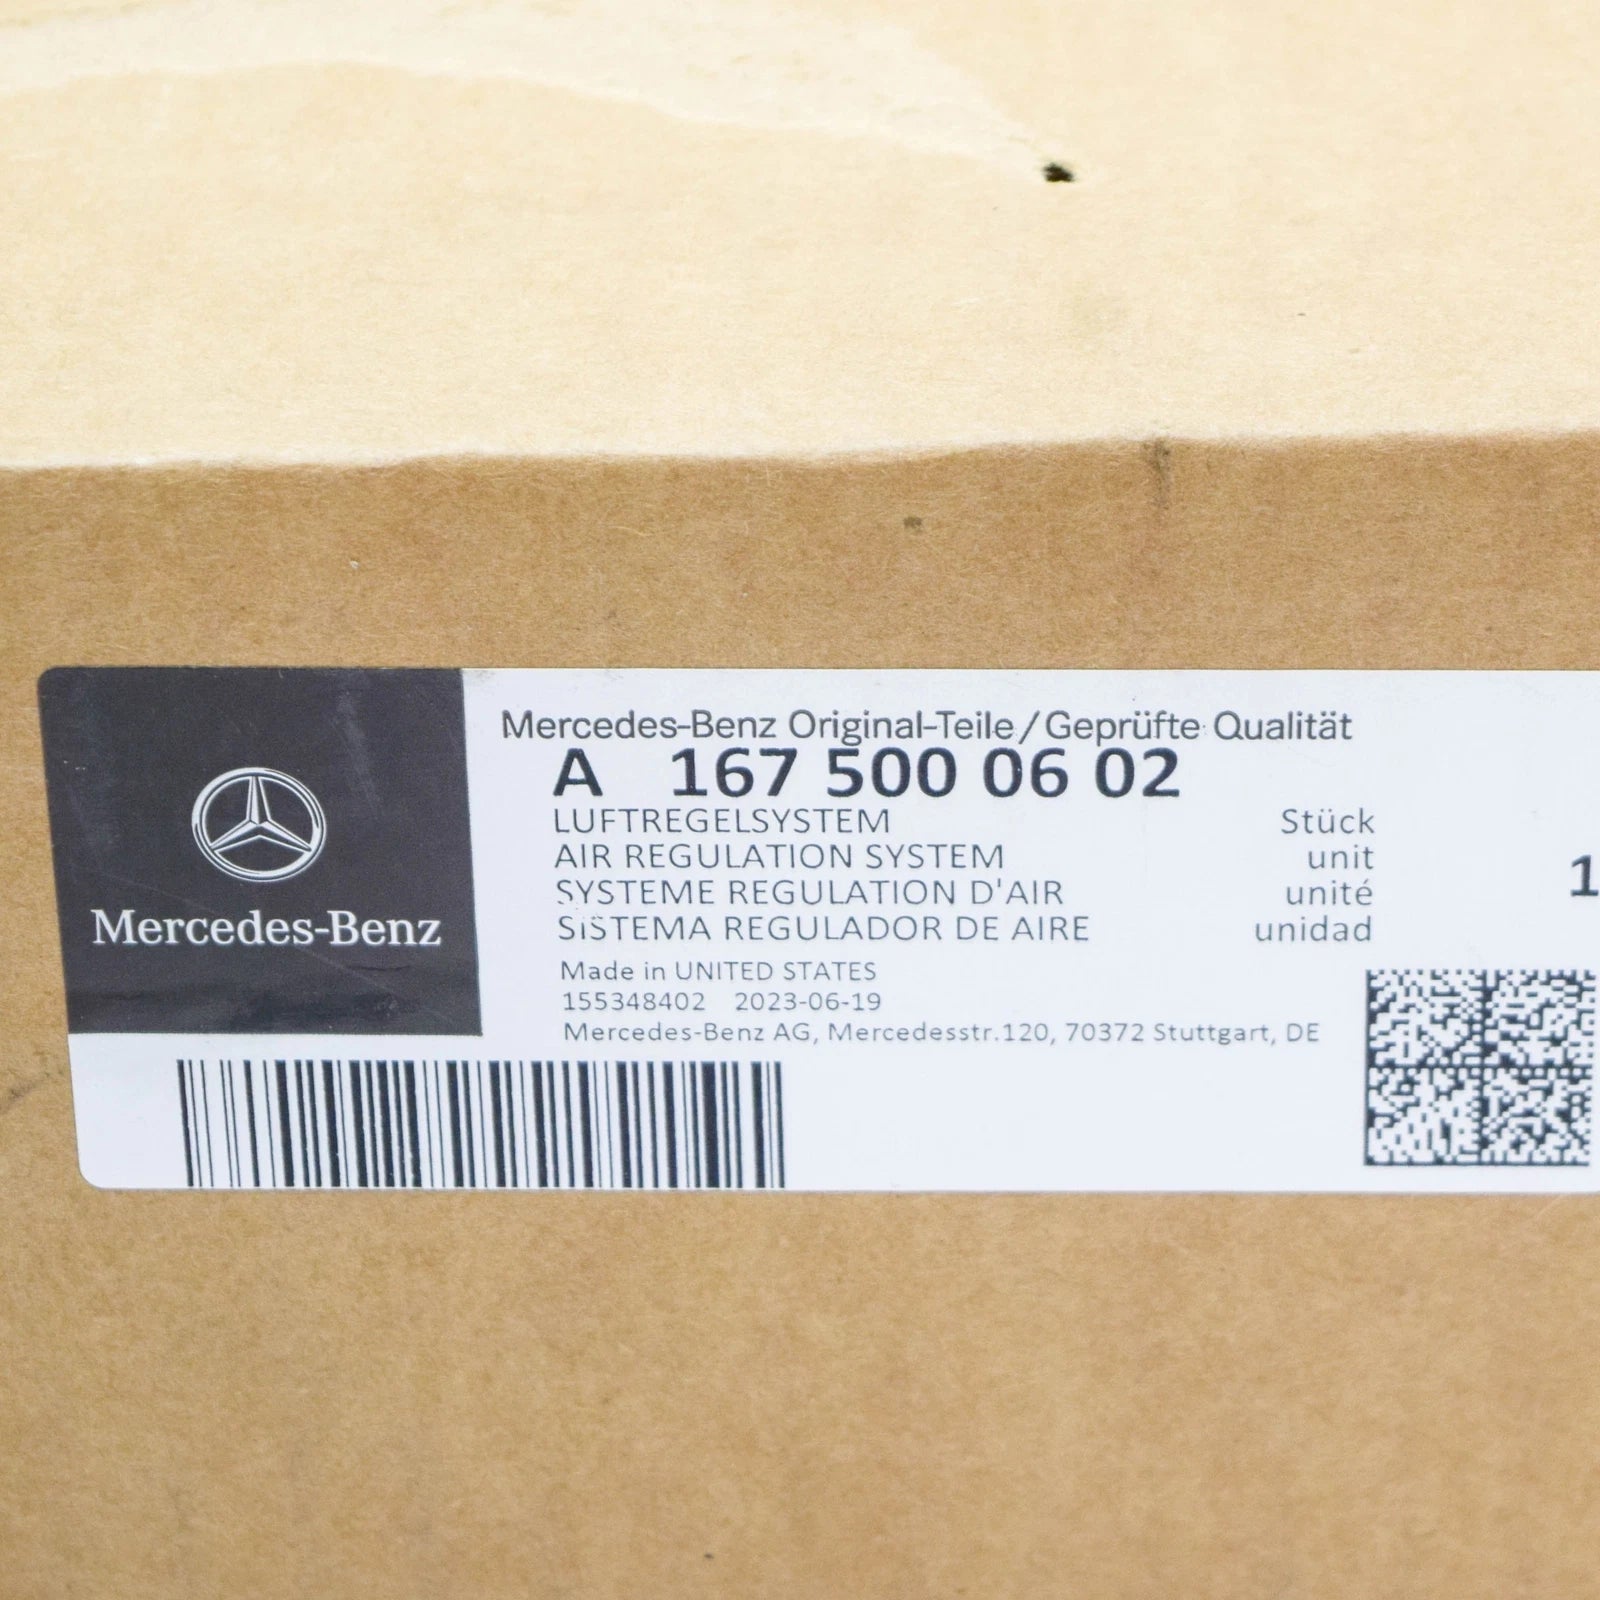 Mercedes-Benz
Mercedes-Benz Original-Teile/Geprüfte Qualität
A 167 500 06 02
LUFTREGELSYSTEM Stück
AIR REGULATION SYSTEM unit
SYSTEME REGULATION D'AIR unité 1
SISTEMA REGULADOR DE AIRE unidad
Made in UNITED STATES
155348402 2023-06-19
Mercedes-Benz AG, Mercedesstr.120, 70372 Stuttgart, DE